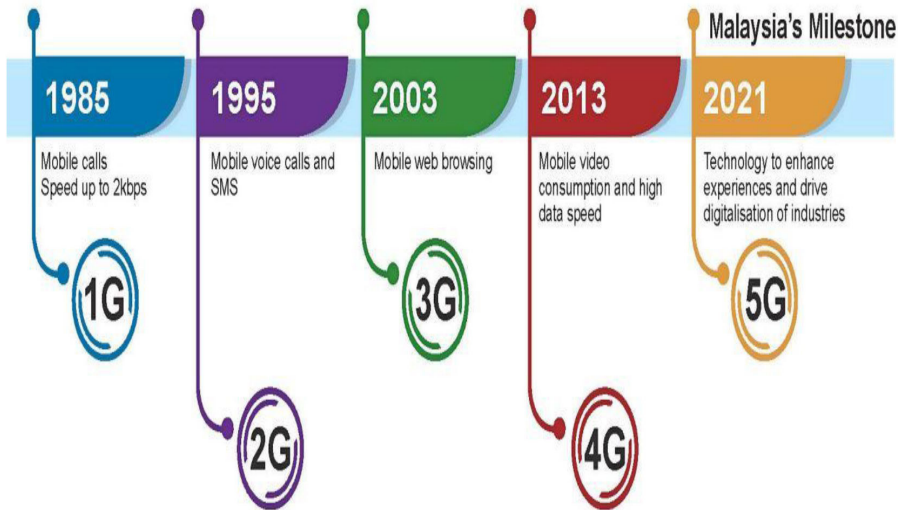 Malaysia's Milestone
1985
Mobile calls
Speed up to 2kbps
1G
1995
Mobile voice calls and
SMS
2G
2003
Mobile web browsing
3G
2013
Mobile video
consumption and high
data speed
4G
2021
Technology to enhance
experiences and drive
digitalisation of industries
5G